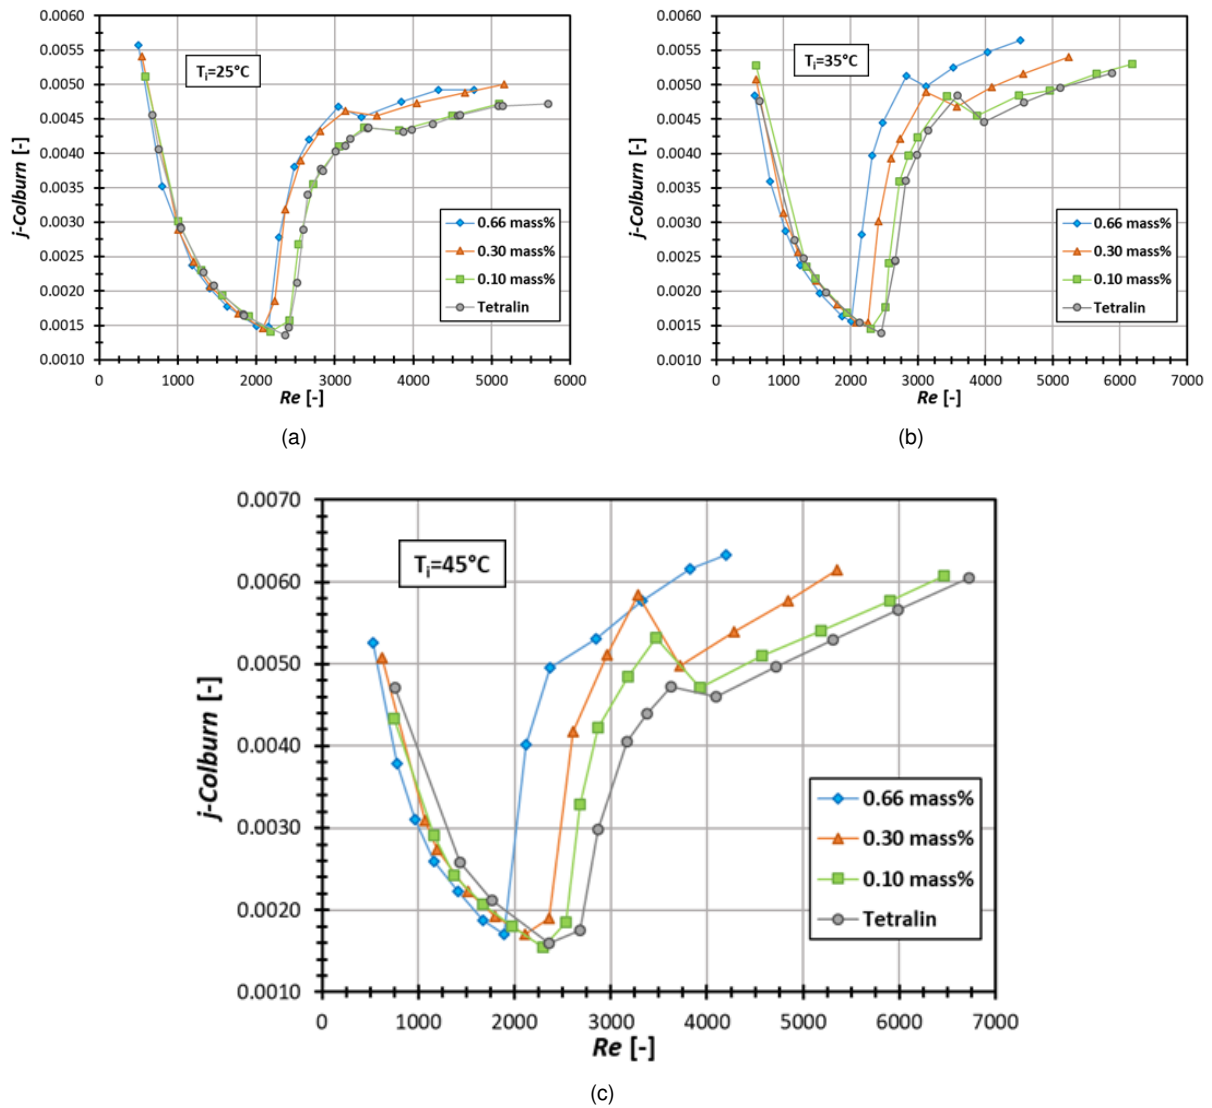 0.0060
0.0055
0.0050
0.0045
0.0040
0.0035
0.0030
0.0025
0.0020
0.0015
0.0010
j-Colburn [-]
Ti=25°C
0.66 mass%
0.30 mass%
0.10 mass%
Tetralin
0 1000 2000 3000 4000 5000 6000
Re [-]
(a)
0.0060
0.0055
0.0050
0.0045
0.0040
0.0035
0.0030
0.0025
0.0020
0.0015
0.0010
j-Colburn [-]
Ti=35°C
0.66 mass%
0.30 mass%
0.10 mass%
Tetralin
0 1000 2000 3000 4000 5000 6000 7000
Re [-]
(b)
0.0070
0.0060
0.0050
0.0040
0.0030
0.0020
0.0010
j-Colburn [-]
Ti=45°C
0.66 mass%
0.30 mass%
0.10 mass%
Tetralin
0 1000 2000 3000 4000 5000 6000 7000
Re [-]
(c)